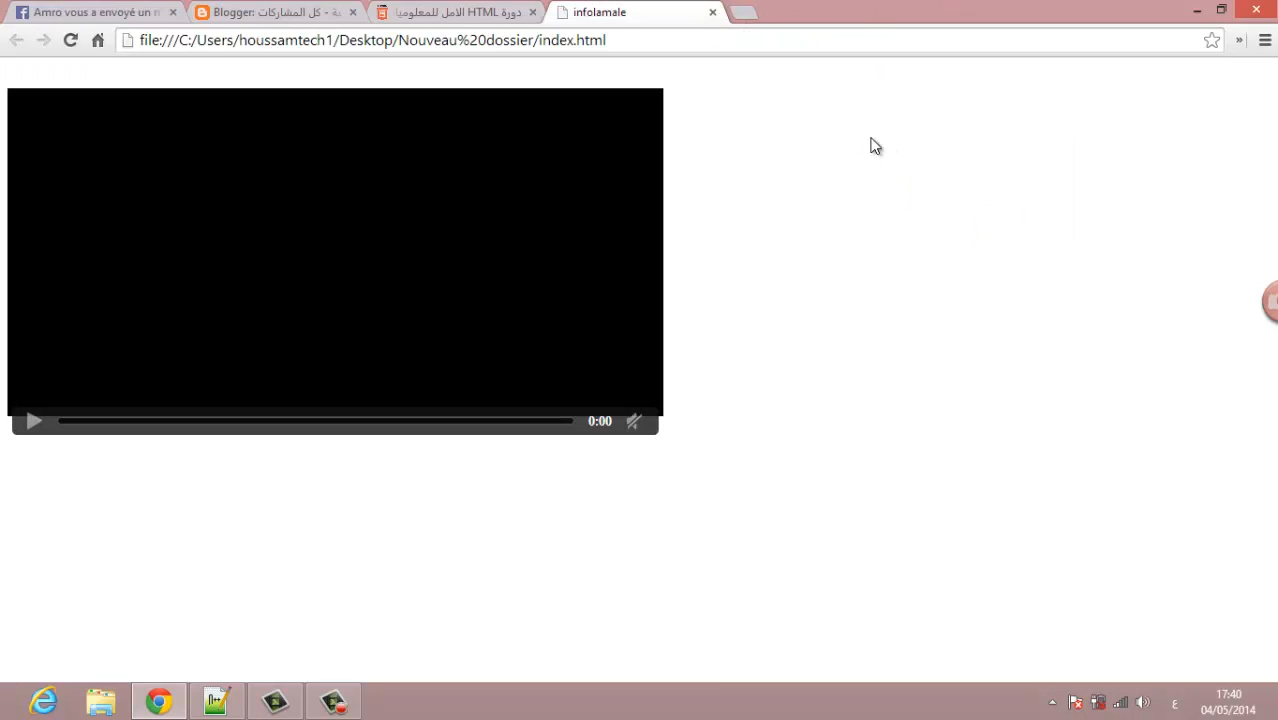 Amro vous a envoyé un n
Blogger: ية - كل المشاركات
دورة HTML الأمل للمعلوميا
infolamale
file:///C:/Users/houssamtech1/Desktop/Nouveau%20dossier/index.html
0:00
ع
17:40
04/05/2014